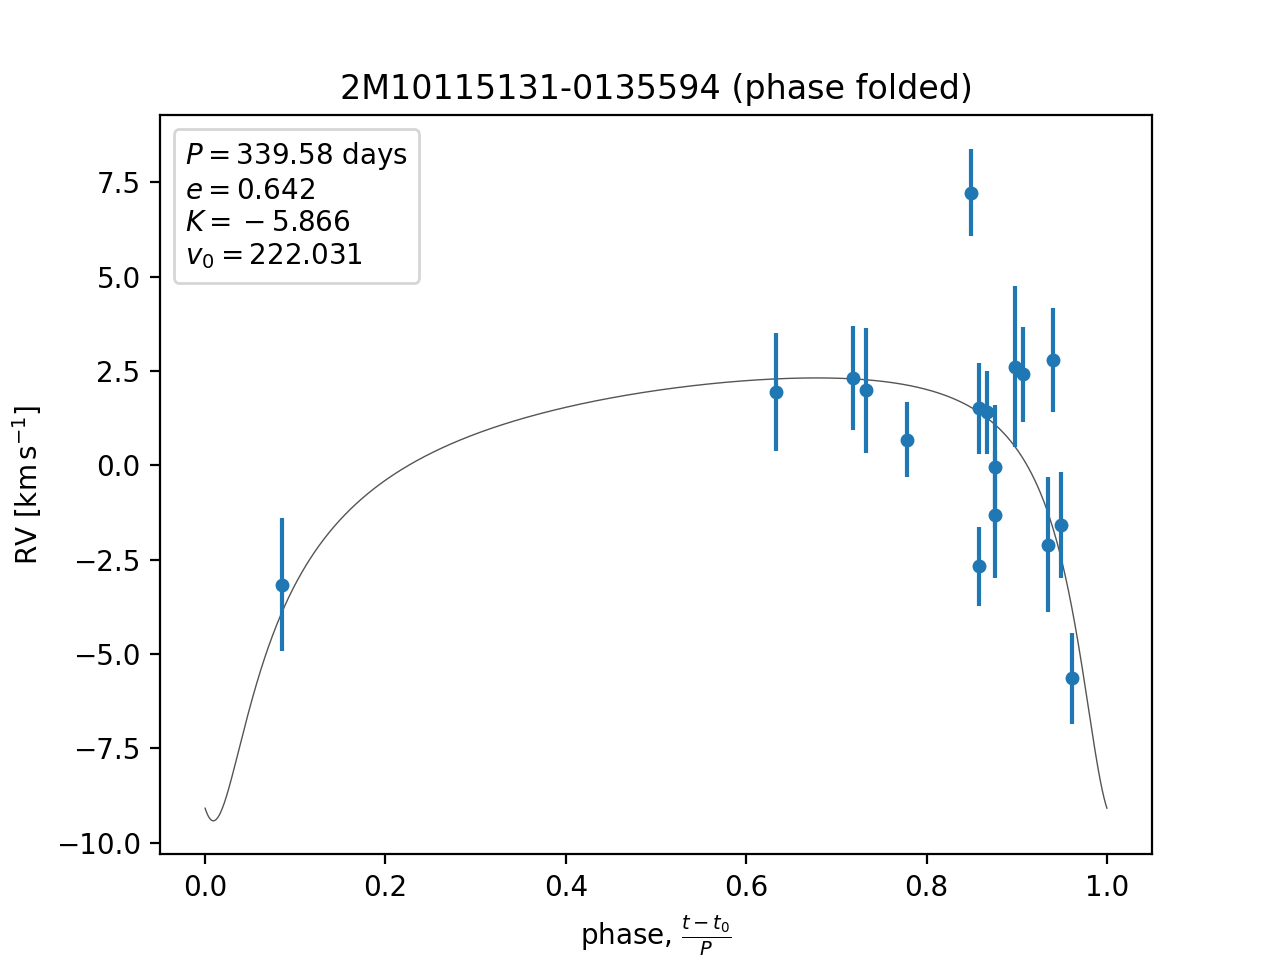 2M10115131-0135594 (phase folded)
P = 339.58 days
e = 0.642
K = −5.866
v₀ = 222.031
7.5
5.0
2.5
0.0
−2.5
−5.0
−7.5
−10.0
RV [km s⁻¹]
0.0 0.2 0.4 0.6 0.8 1.0
phase, (t − t₀)/P